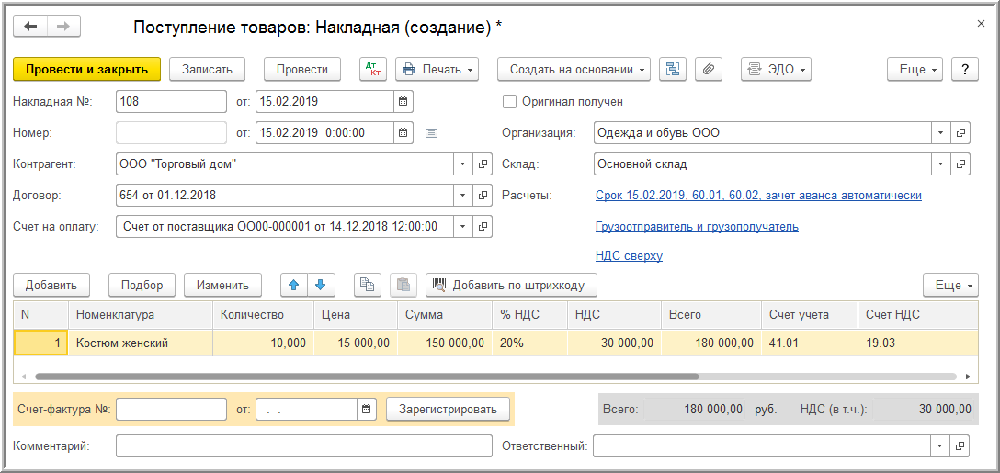 Поступление товаров: Накладная (создание) *
Провести и закрыть Записать Провести Дт Кт Печать Создать на основании ЭДО Еще ?
Накладная №: 108 от: 15.02.2019 Оригинал получен
Номер: от: 15.02.2019 0:00:00 Организация: Одежда и обувь ООО
Контрагент: ООО "Торговый дом" Склад: Основной склад
Договор: 654 от 01.12.2018 Расчеты: Срок 15.02.2019, 60.01, 60.02, зачет аванса автоматически
Счет на оплату: Счет от поставщика ОО00-000001 от 14.12.2018 12:00:00 Грузоотправитель и грузополучатель
НДС сверху
Добавить Подбор Изменить Добавить по штрихкоду Еще
N Номенклатура Количество Цена Сумма % НДС НДС Всего Счет учета Счет НДС
1 Костюм женский 10,000 15 000,00 150 000,00 20% 30 000,00 180 000,00 41.01 19.03
Счет-фактура №: от: . . Зарегистрировать Всего: 180 000,00 руб. НДС (в т.ч.): 30 000,00
Комментарий: Ответственный: